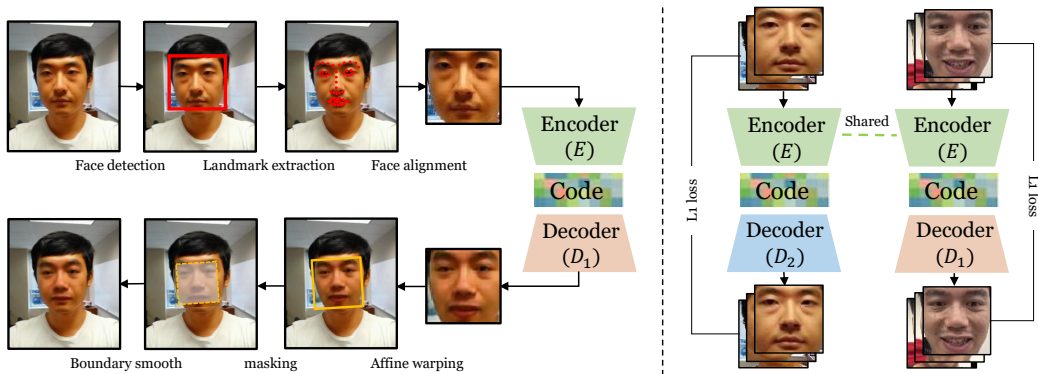 Face detection
Landmark extraction
Face alignment
Encoder
(E)
Code
Decoder
(D₁)
Boundary smooth
masking
Affine warping
L1 loss
Encoder
(E)
Code
Decoder
(D₂)
Shared
Encoder
(E)
Code
Decoder
(D₁)
L1 loss